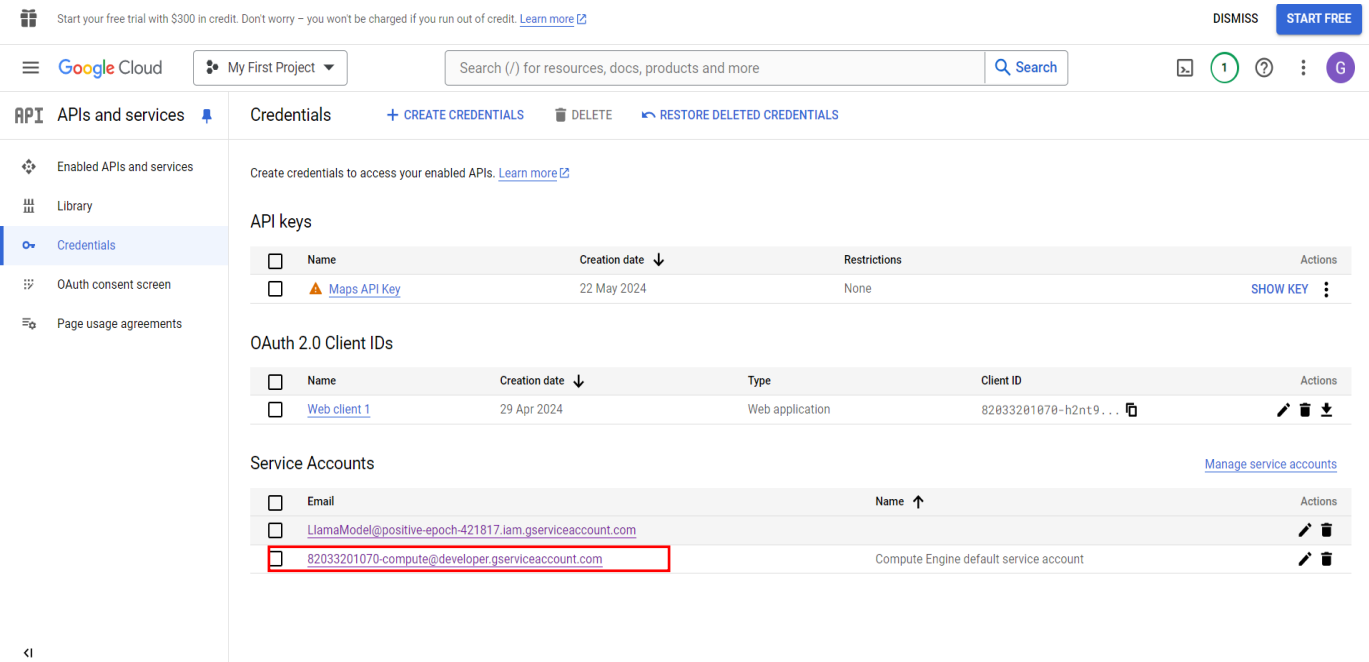 Start your free trial with $300 in credit. Don't worry – you won't be charged if you run out of credit. Learn more
DISMISS
START FREE
Google Cloud
My First Project
Search (/) for resources, docs, products and more
Search
1
G
API APIs and services
Credentials
CREATE CREDENTIALS
DELETE
RESTORE DELETED CREDENTIALS
Enabled APIs and services
Library
Credentials
OAuth consent screen
Page usage agreements
Create credentials to access your enabled APIs. Learn more
API keys
Name Creation date Restrictions Actions
Maps API Key 22 May 2024 None SHOW KEY
OAuth 2.0 Client IDs
Name Creation date Type Client ID Actions
Web client 1 29 Apr 2024 Web application 82033201070-h2nt9...
Service Accounts Manage service accounts
Email Name Actions
LlamaModel@positive-epoch-421817.iam.gserviceaccount.com
82033201070-compute@developer.gserviceaccount.com Compute Engine default service account